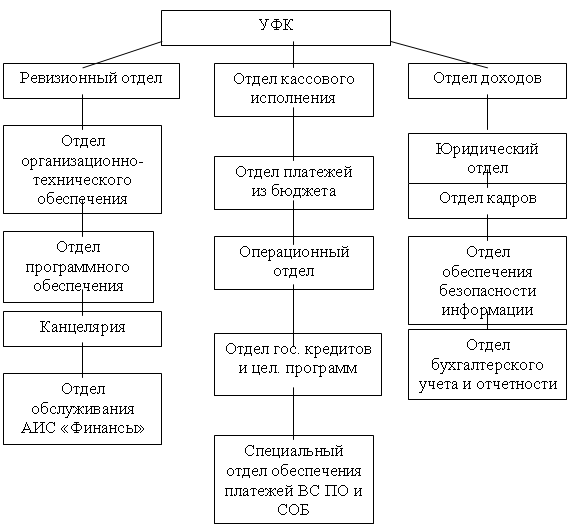 УФК
Ревизионный отдел
Отдел
организационно-
технического
обеспечения
Отдел
программного
обеспечения
Канцелярия
Отдел
обслуживания
АИС «Финансы»
Отдел кассового
исполнения
Отдел платежей
из бюджета
Операционный
отдел
Отдел гос. кредитов
и цел. программ
Специальный
отдел обеспечения
платежей ВС ПО и
СОБ
Отдел доходов
Юридический
отдел
Отдел кадров
Отдел
обеспечения
безопасности
информации
Отдел
бухгалтерского
учета и отчетности